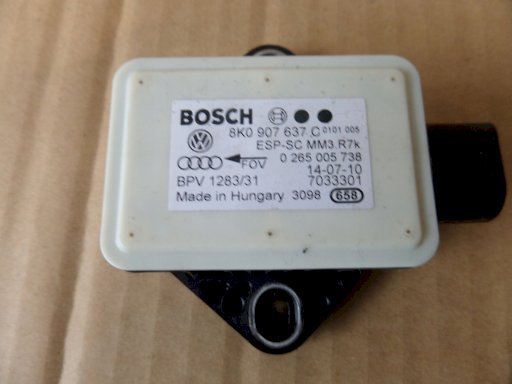 BOSCH
8K0 907 637 C 0101 005
ESP-SC MM3.R7k
FOV 0 265 005 738
14-07-10
BPV 1283/31 7033301
Made in Hungary 3098 658